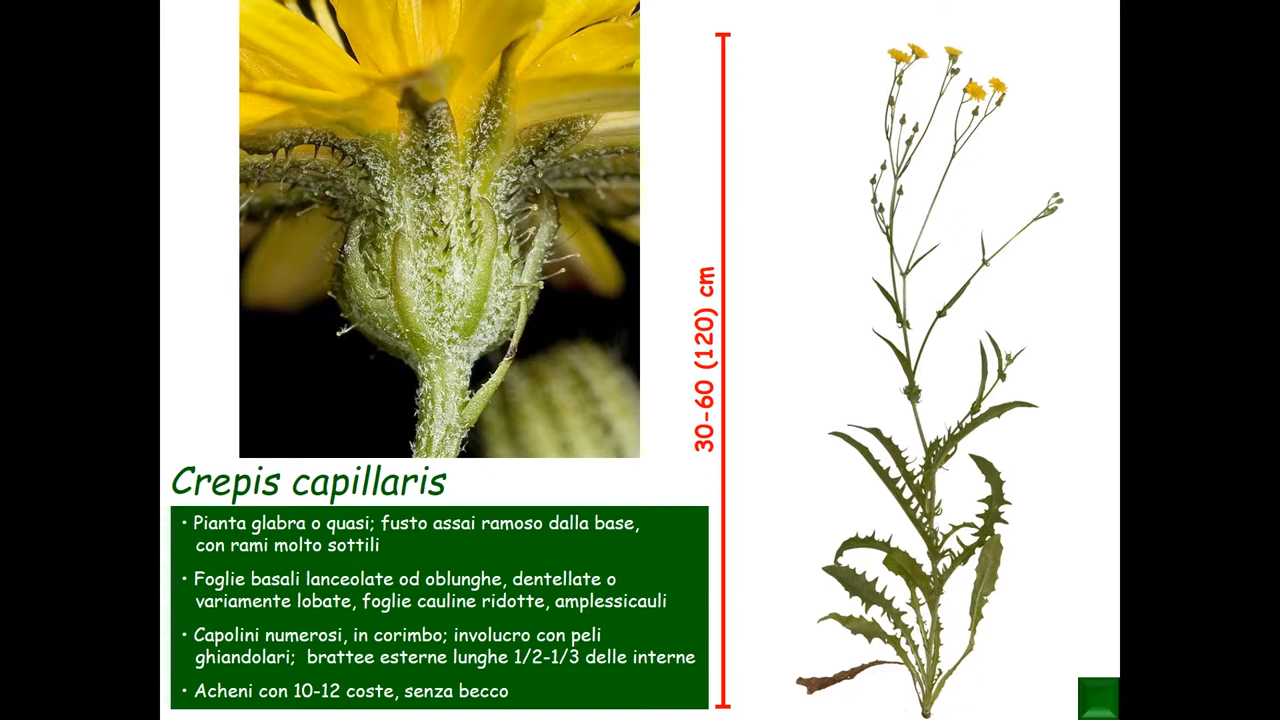 Crepis capillaris
• Pianta glabra o quasi; fusto assai ramoso dalla base,
con rami molto sottili
• Foglie basali lanceolate od oblunghe, dentellate o
variamente lobate, foglie cauline ridotte, amplessicauli
• Capolini numerosi, in corimbo; involucro con peli
ghiandolari; brattee esterne lunghe 1/2-1/3 delle interne
• Acheni con 10-12 coste, senza becco
30-60 (120) cm